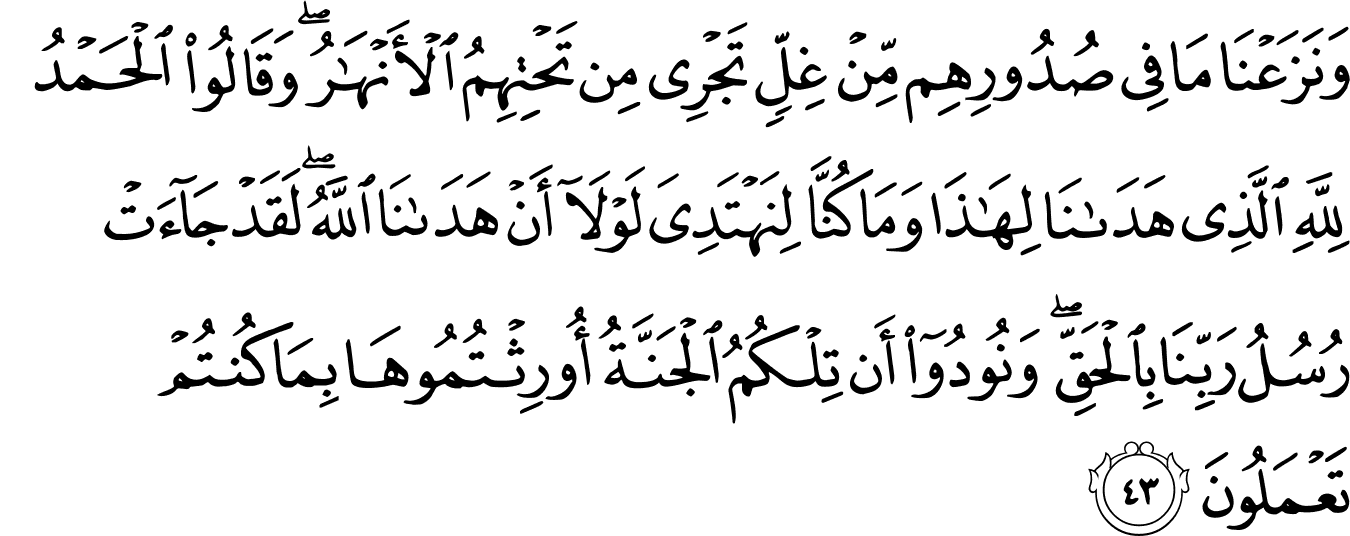 وَنَزَعْنَا مَا فِى صُدُورِهِم مِّنْ غِلٍّ تَجْرِى مِن تَحْتِهِمُ ٱلْأَنْهَـٰرُ ۖ وَقَالُوا۟ ٱلْحَمْدُ
لِلَّهِ ٱلَّذِى هَدَىٰنَا لِهَـٰذَا وَمَا كُنَّا لِنَهْتَدِىَ لَوْلَآ أَنْ هَدَىٰنَا ٱللَّهُ ۖ لَقَدْ جَآءَتْ
رُسُلُ رَبِّنَا بِٱلْحَقِّ ۖ وَنُودُوٓا۟ أَن تِلْكُمُ ٱلْجَنَّةُ أُورِثْتُمُوهَا بِمَا كُنتُمْ
تَعْمَلُونَ ٤٣